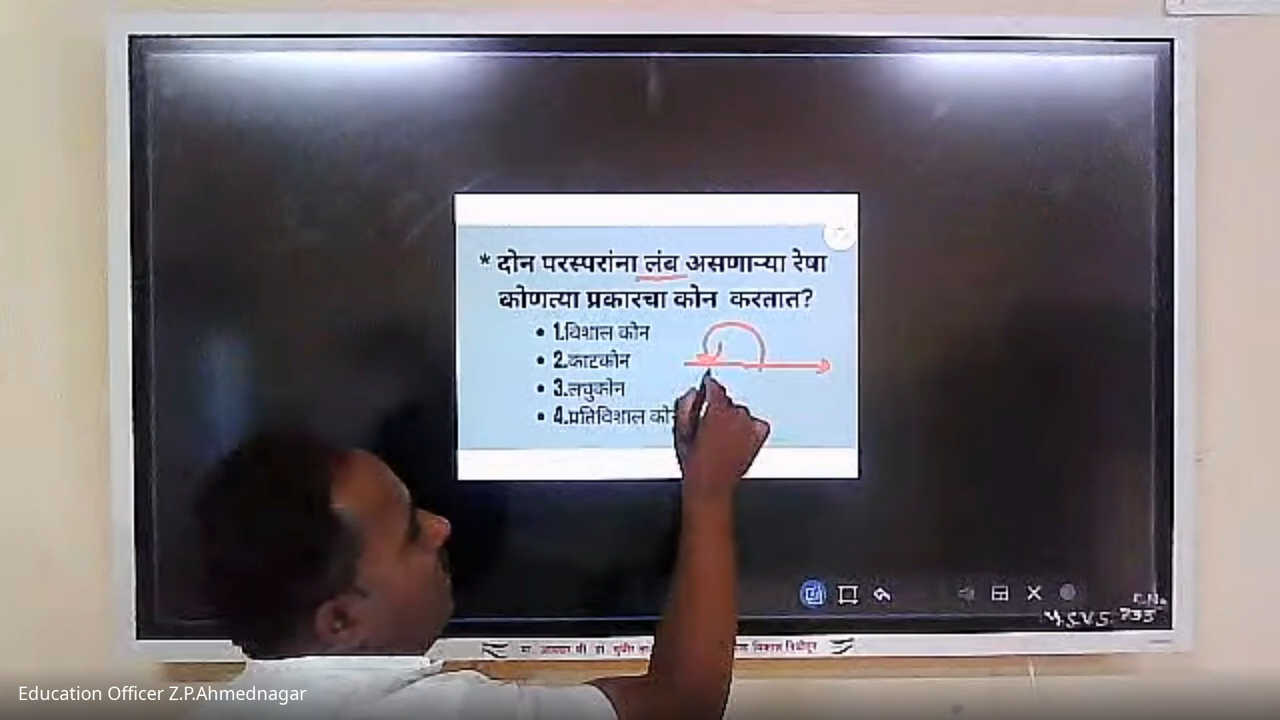 * दोन परस्परांना लंब असणाऱ्या रेषा
कोणत्या प्रकारचा कोन करतात?
• 1.विशाल कोन
• 2.काटकोन
• 3.लघुकोन
• 4.प्रतिविशाल
Education Officer Z.P.Ahmednagar